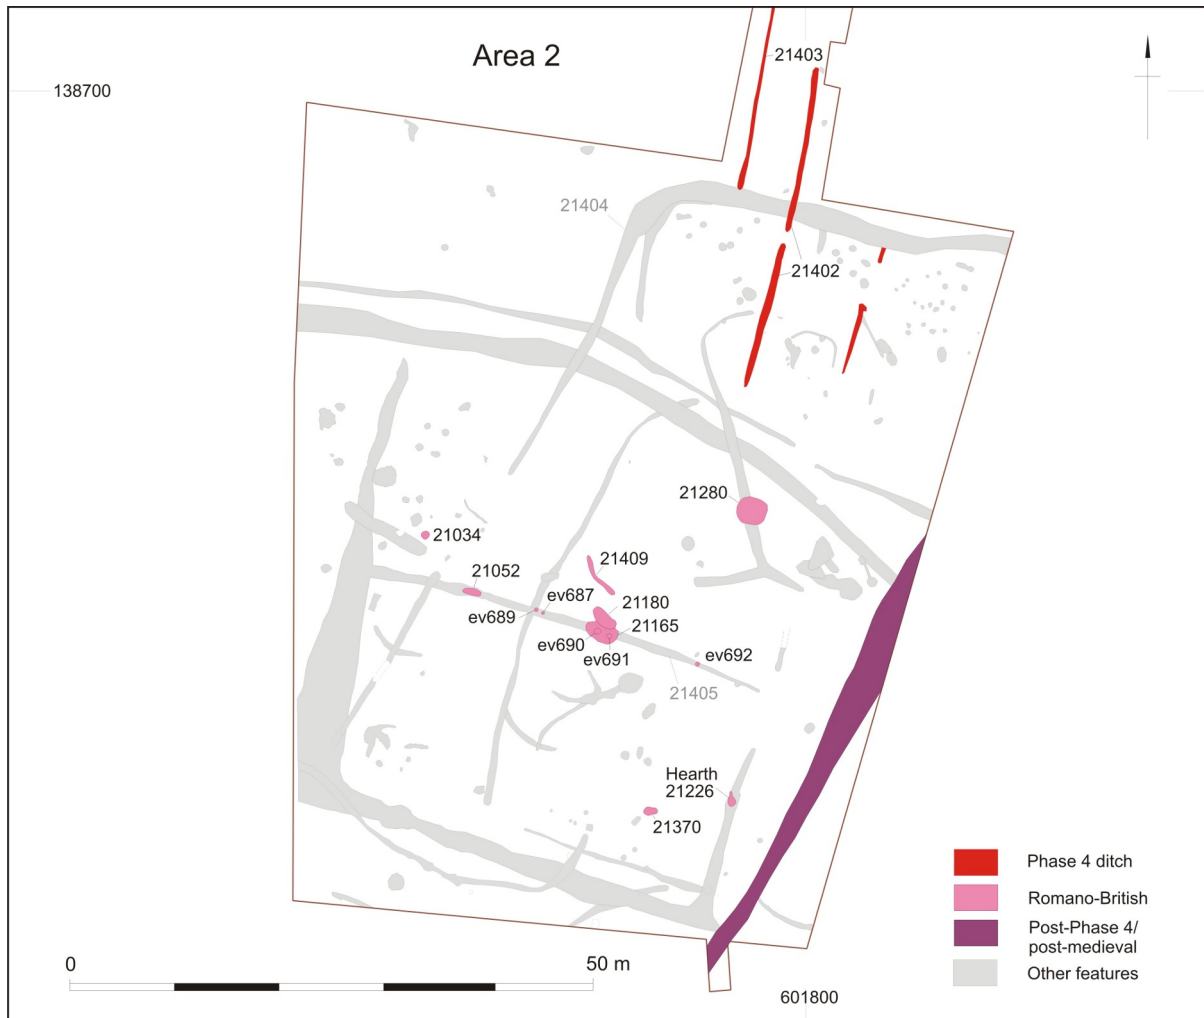 Area 2
138700
21403
21404
21402
21280
21034
21409
21052
ev687
21180
ev689
21165
ev690
ev691
ev692
21405
Hearth
21226
21370
Phase 4 ditch
Romano-British
Post-Phase 4/
post-medieval
Other features
0
50 m
601800